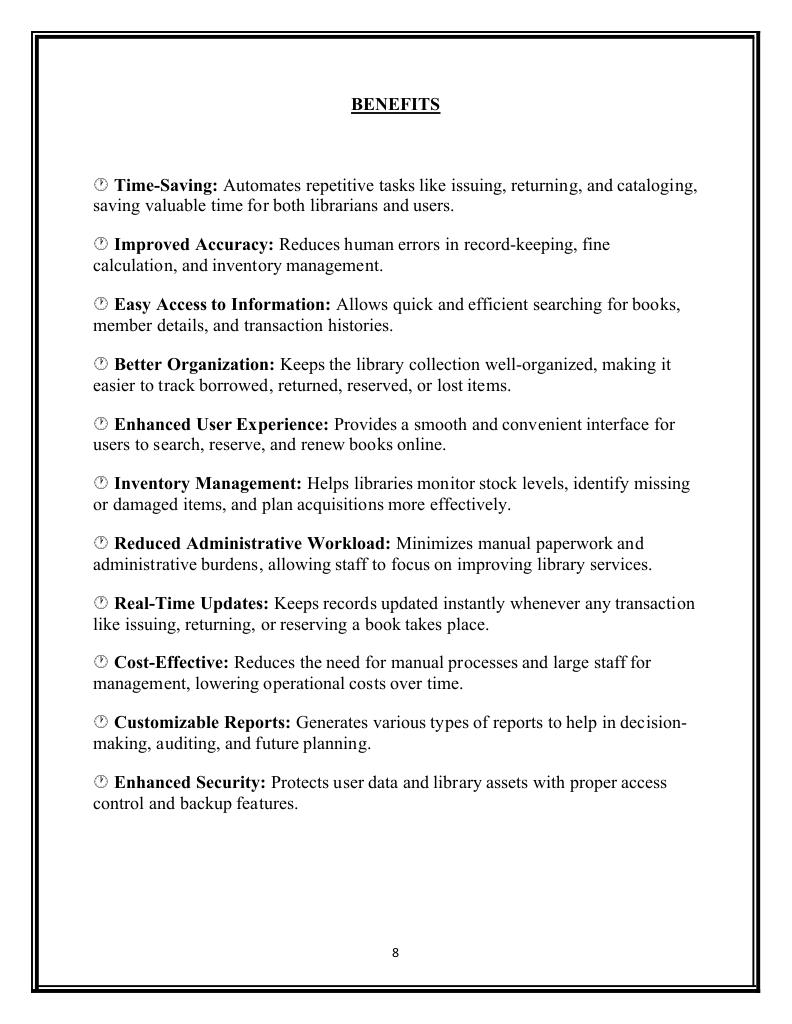 BENEFITS
🕐 Time-Saving: Automates repetitive tasks like issuing, returning, and cataloging,
saving valuable time for both librarians and users.
🕐 Improved Accuracy: Reduces human errors in record-keeping, fine
calculation, and inventory management.
🕐 Easy Access to Information: Allows quick and efficient searching for books,
member details, and transaction histories.
🕐 Better Organization: Keeps the library collection well-organized, making it
easier to track borrowed, returned, reserved, or lost items.
🕐 Enhanced User Experience: Provides a smooth and convenient interface for
users to search, reserve, and renew books online.
🕐 Inventory Management: Helps libraries monitor stock levels, identify missing
or damaged items, and plan acquisitions more effectively.
🕐 Reduced Administrative Workload: Minimizes manual paperwork and
administrative burdens, allowing staff to focus on improving library services.
🕐 Real-Time Updates: Keeps records updated instantly whenever any transaction
like issuing, returning, or reserving a book takes place.
🕐 Cost-Effective: Reduces the need for manual processes and large staff for
management, lowering operational costs over time.
🕐 Customizable Reports: Generates various types of reports to help in decision-
making, auditing, and future planning.
🕐 Enhanced Security: Protects user data and library assets with proper access
control and backup features.
8